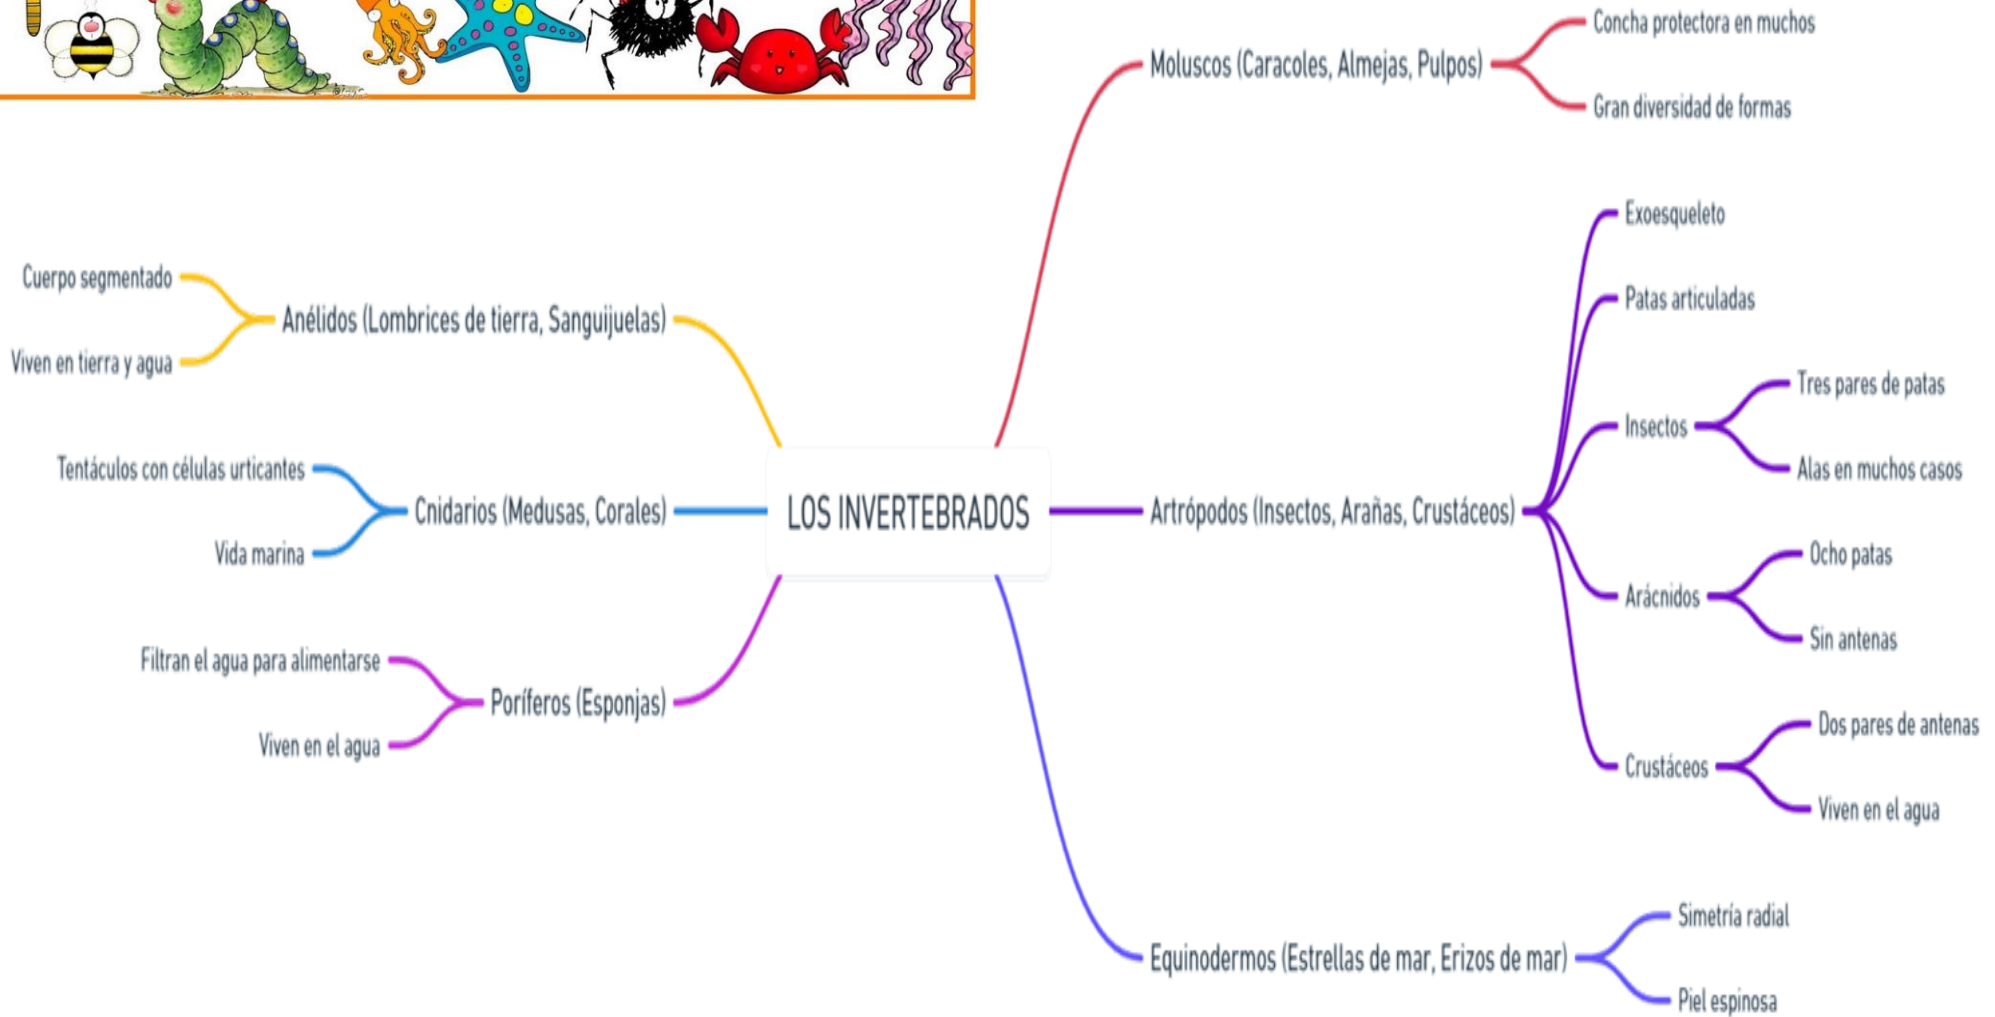 LOS INVERTEBRADOS
Moluscos (Caracoles, Almejas, Pulpos)
Concha protectora en muchos
Gran diversidad de formas
Artrópodos (Insectos, Arañas, Crustáceos)
Exoesqueleto
Patas articuladas
Insectos
Tres pares de patas
Alas en muchos casos
Arácnidos
Ocho patas
Sin antenas
Crustáceos
Dos pares de antenas
Viven en el agua
Equinodermos (Estrellas de mar, Erizos de mar)
Simetría radial
Piel espinosa
Anélidos (Lombrices de tierra, Sanguijuelas)
Cuerpo segmentado
Viven en tierra y agua
Cnidarios (Medusas, Corales)
Tentáculos con células urticantes
Vida marina
Poríferos (Esponjas)
Filtran el agua para alimentarse
Viven en el agua